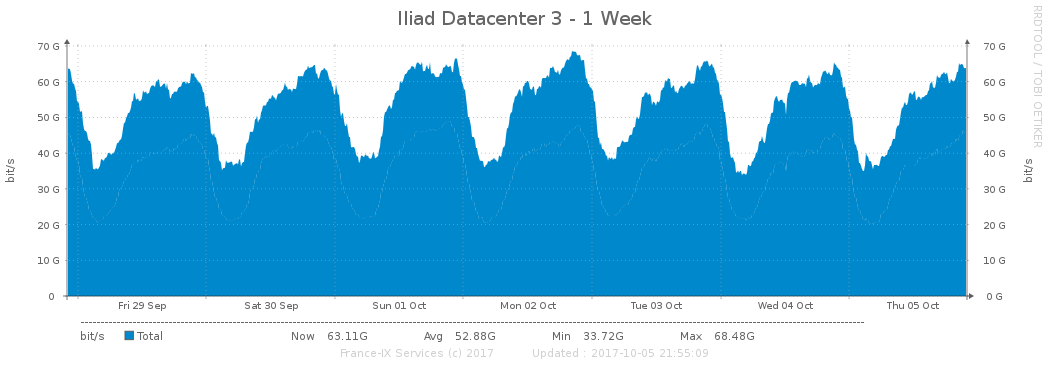 Iliad Datacenter 3 - 1 Week
RRDTOOL / TOBI OETIKER
70 G 70 G
60 G 60 G
50 G 50 G
40 G 40 G
30 G 30 G
20 G 20 G
10 G 10 G
0 0 G
bit/s bit/s
Fri 29 Sep Sat 30 Sep Sun 01 Oct Mon 02 Oct Tue 03 Oct Wed 04 Oct Thu 05 Oct
bit/s Total Now 63.11G Avg 52.88G Min 33.72G Max 68.48G
France-IX Services (c) 2017 Updated : 2017-10-05 21:55:09